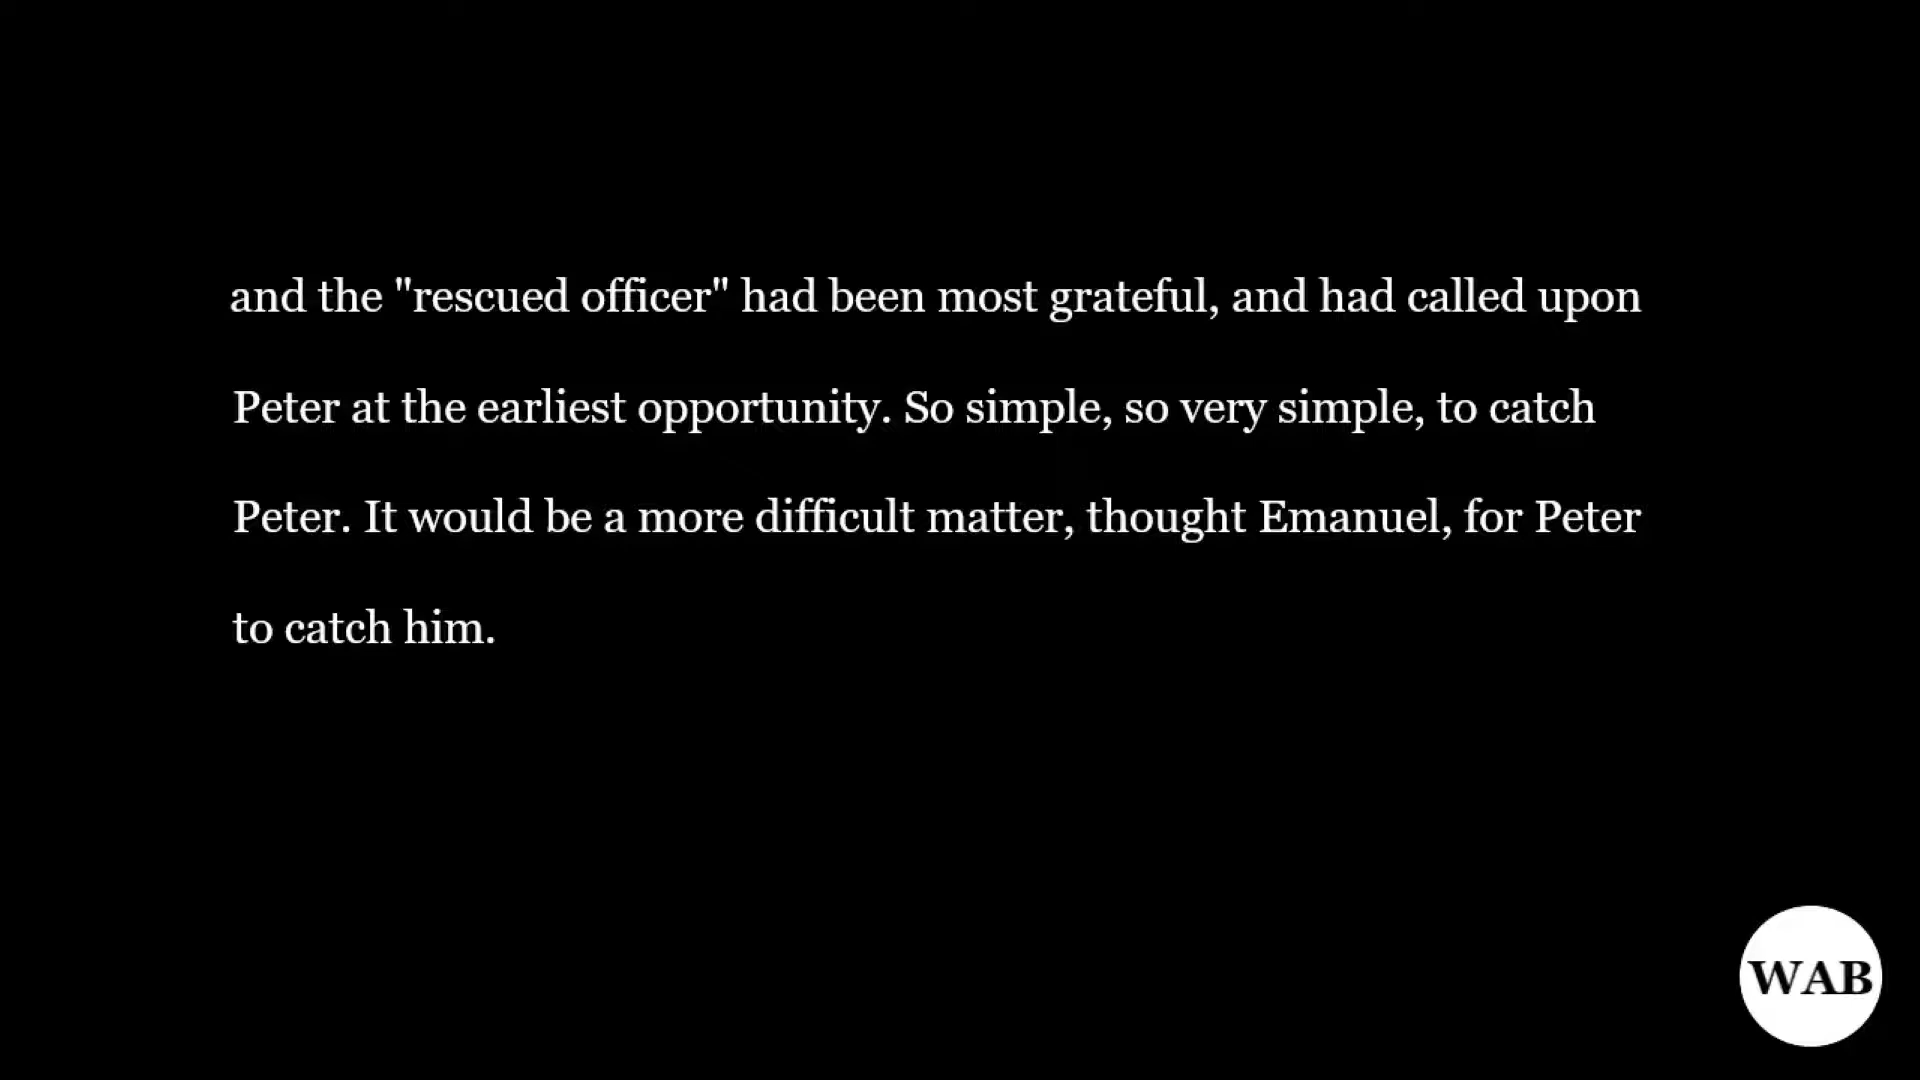 and the "rescued officer" had been most grateful, and had called upon
Peter at the earliest opportunity. So simple, so very simple, to catch
Peter. It would be a more difficult matter, thought Emanuel, for Peter
to catch him.
WAB